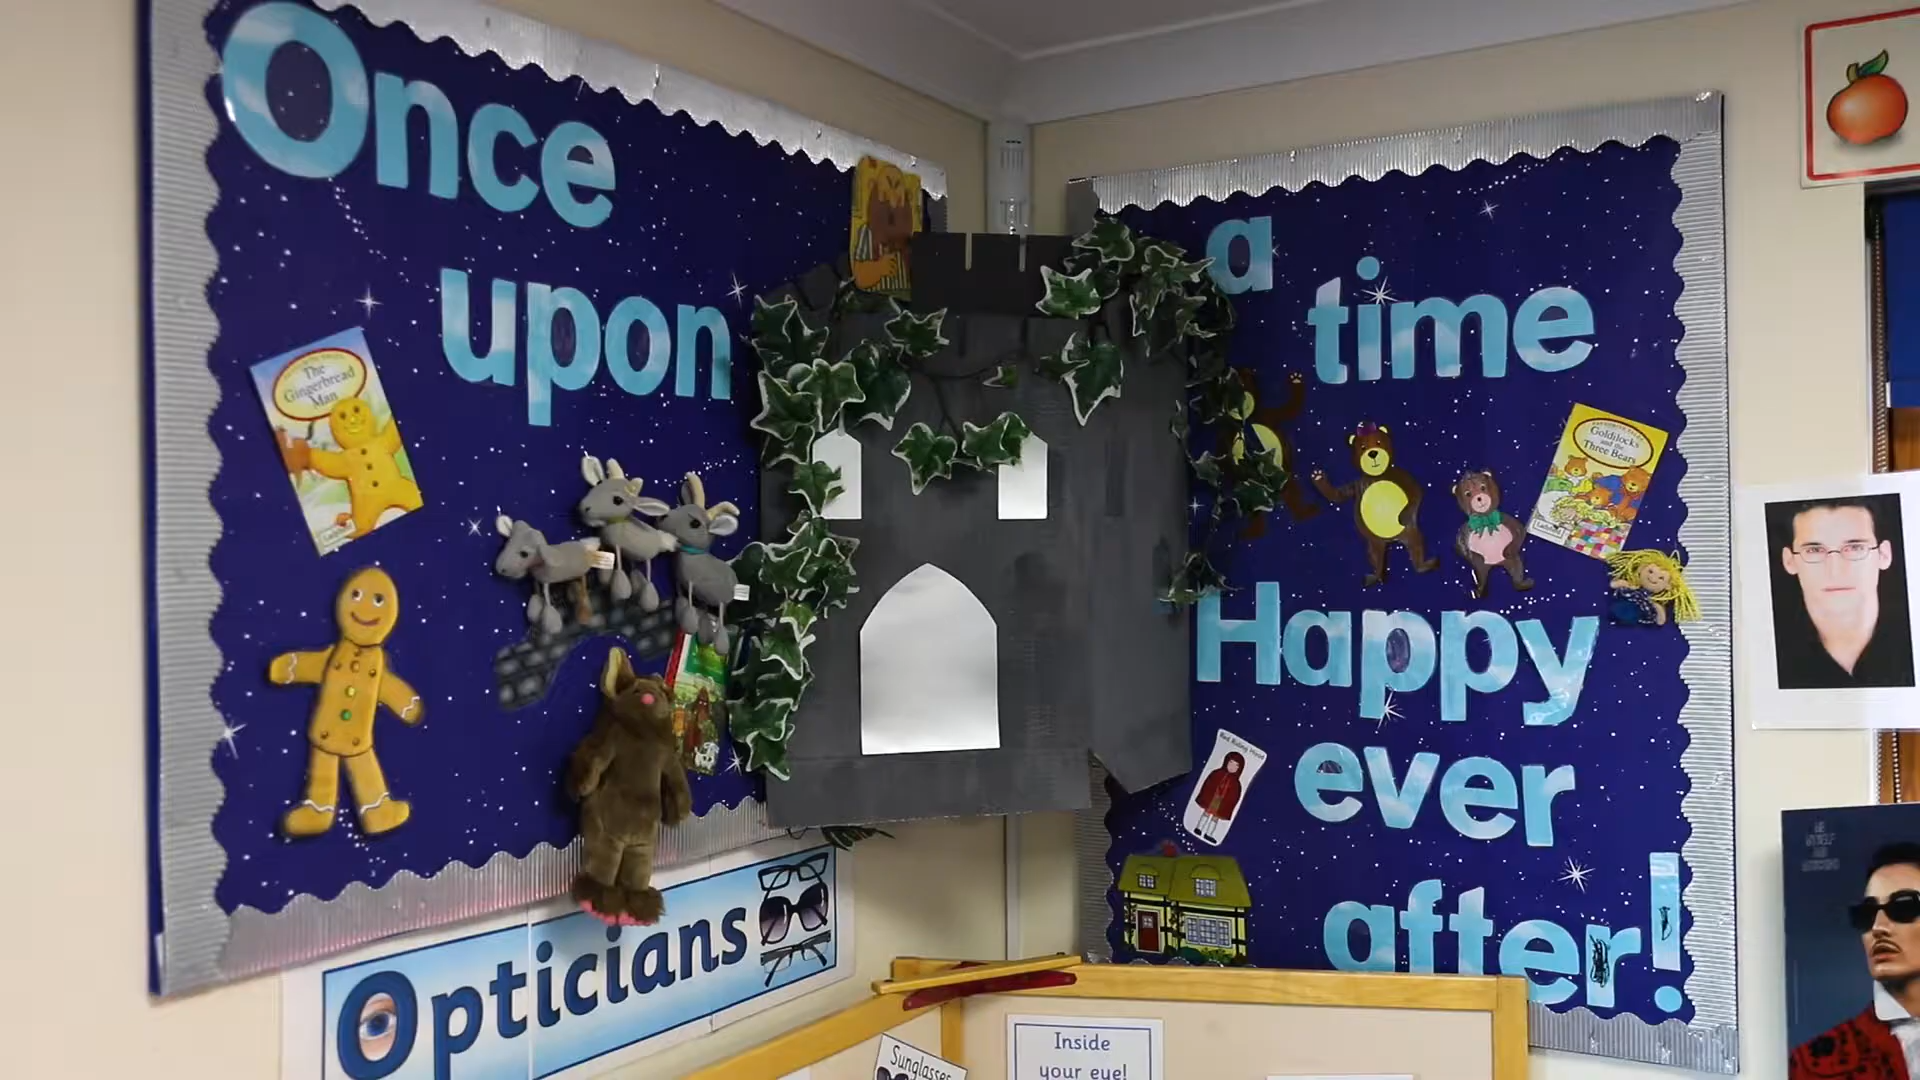 Once
upon
a
time
Happy
ever
after!
The
Gingerbread
Man
Goldilocks
and the
Three Bears
Red Riding Hood
Opticians
Sunglasses
Inside
your eye!